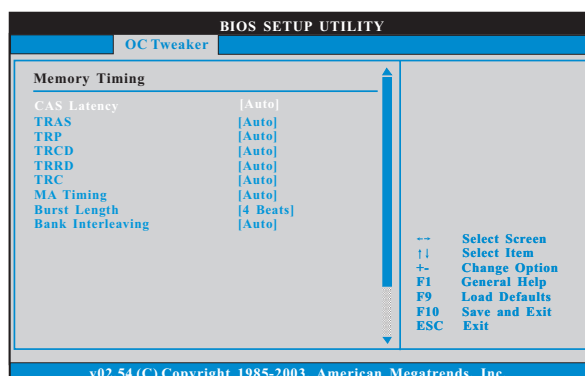 BIOS SETUP UTILITY
OC Tweaker
Memory Timing
CAS Latency [Auto]
TRAS [Auto]
TRP [Auto]
TRCD [Auto]
TRRD [Auto]
TRC [Auto]
MA Timing [Auto]
Burst Length [4 Beats]
Bank Interleaving [Auto]
←→ Select Screen
↑↓ Select Item
+- Change Option
F1 General Help
F9 Load Defaults
F10 Save and Exit
ESC Exit
v02.54 (C) Copyright 1985-2003, American Megatrends, Inc.